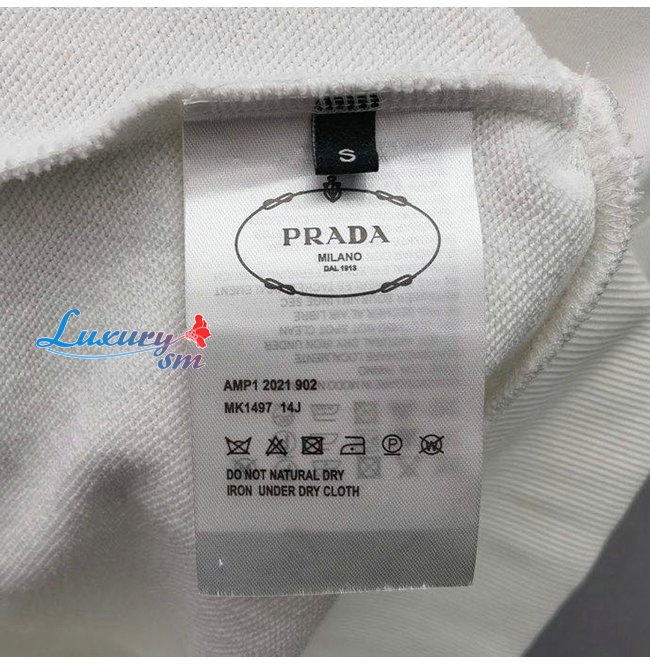 S
PRADA
MILANO
DAL 1913
Luxury
sm
AMP1 2021 902
MK1497 14J
DO NOT NATURAL DRY
IRON UNDER DRY CLOTH